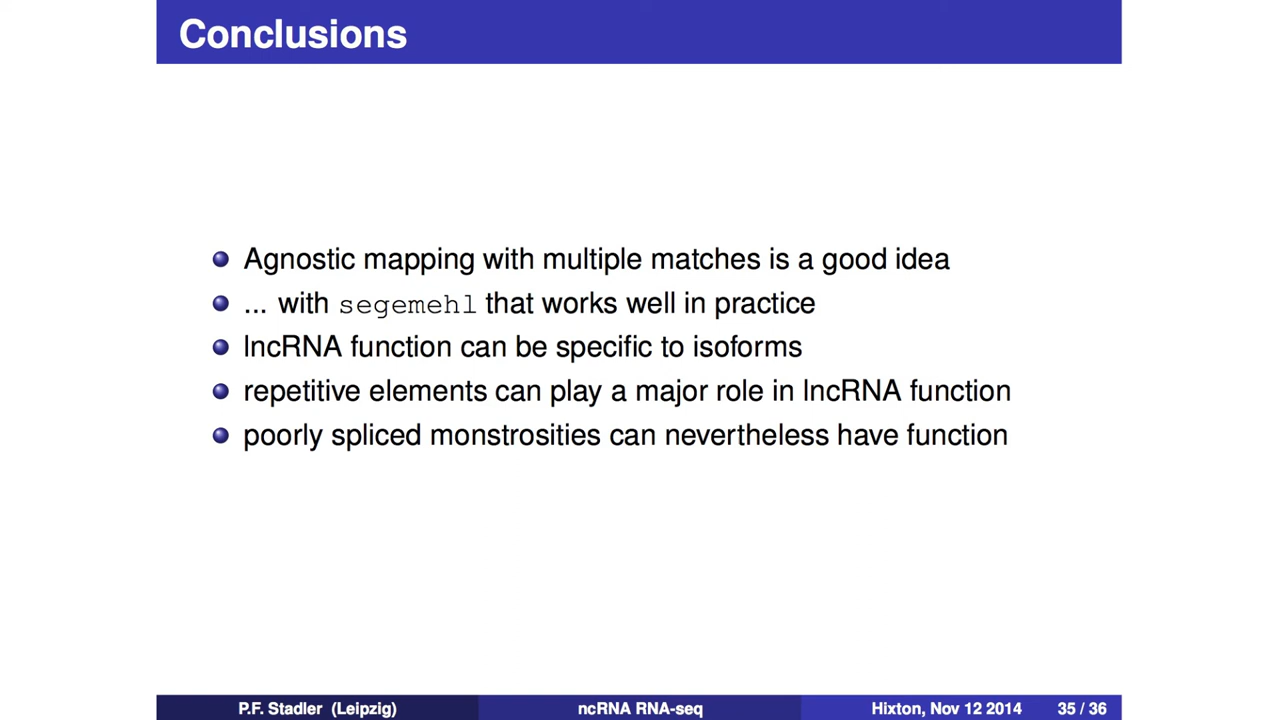 Conclusions
Agnostic mapping with multiple matches is a good idea
... with segemehl that works well in practice
lncRNA function can be specific to isoforms
repetitive elements can play a major role in lncRNA function
poorly spliced monstrosities can nevertheless have function
P.F. Stadler (Leipzig) ncRNA RNA-seq Hixton, Nov 12 2014 35 / 36